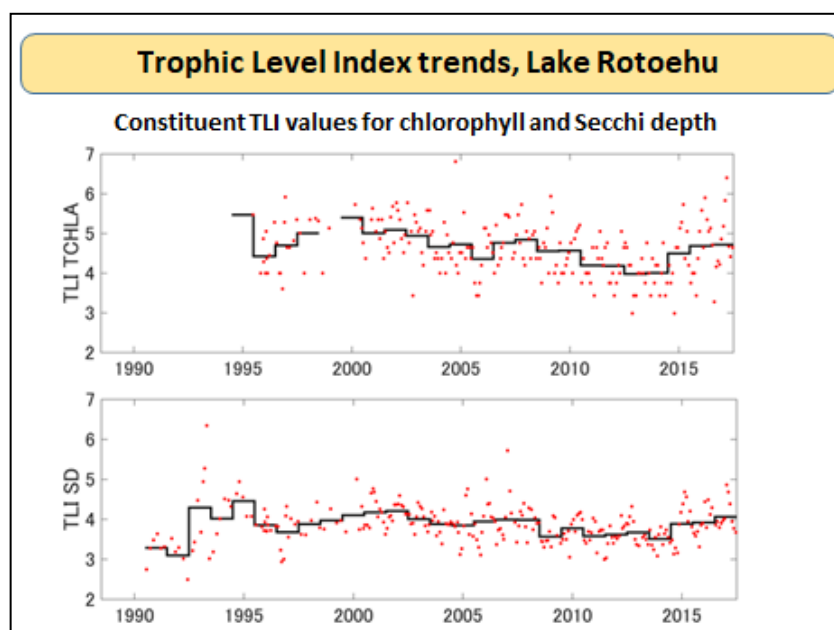 Trophic Level Index trends, Lake Rotoehu
Constituent TLI values for chlorophyll and Secchi depth
7
6
5
4
3
2
TLI TCHLA
1990 1995 2000 2005 2010 2015
7
6
5
4
3
2
TLI SD
1990 1995 2000 2005 2010 2015